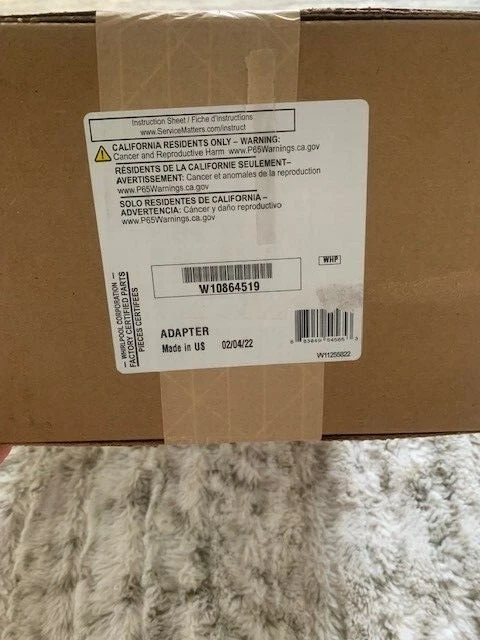 Instruction Sheet / Fiche d'instructions
www.ServiceMatters.com/instruct
CALIFORNIA RESIDENTS ONLY – WARNING:
Cancer and Reproductive Harm www.P65Warnings.ca.gov
RÉSIDENTS DE LA CALIFORNIE SEULEMENT–
AVERTISSEMENT: Cancer et anomales de la reproduction
www.P65Warnings.ca.gov
SOLO RESIDENTES DE CALIFORNIA –
ADVERTENCIA: Cáncer y daño reproductivo
www.P65Warnings.ca.gov
WHP
W10864519
– WHIRLPOOL CORPORATION –
FACTORY CERTIFIED PARTS
PIECES CERTIFIEES
ADAPTER
Made in US 02/04/22
W11255822